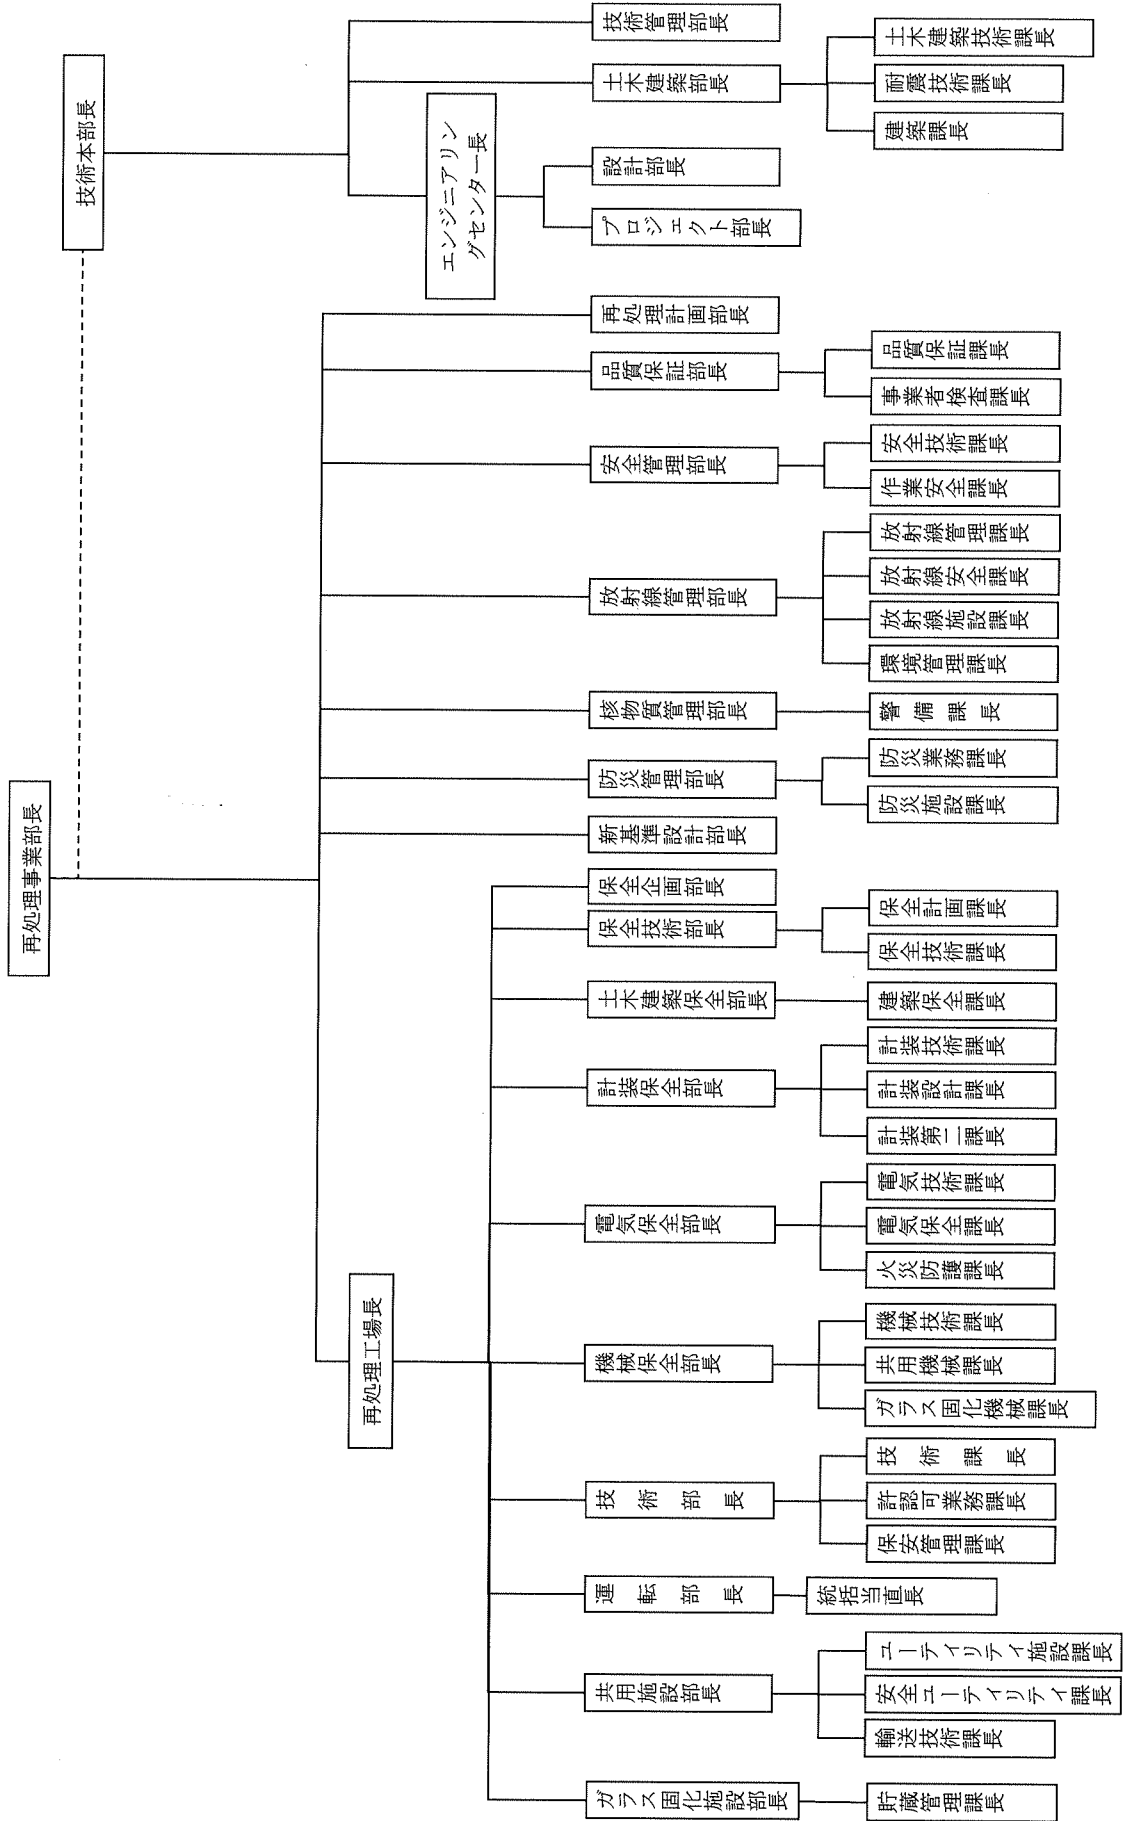 再処理事業部長
技術本部長
技術管理部長
土木建築部長
土木建築技術課長
耐震技術課長
建築課長
エンジニアリン
グセンター長
設計部長
プロジェクト部長
再処理計画部長
品質保証部長
品質保証課長
事業者検査課長
安全管理部長
安全技術課長
作業安全課長
放射線管理部長
放射線管理課長
放射線安全課長
放射線施設課長
環境管理課長
核物質管理部長
警備課長
防災管理部長
防災業務課長
防災施設課長
新基準設計部長
再処理工場長
保全企画部長
保全技術部長
保全計画課長
保全技術課長
土木建築保全部長
建築保全課長
計装保全部長
計装技術課長
計装設計課長
計装第二課長
電気保全部長
電気技術課長
電気保全課長
火災防護課長
機械保全部長
機械技術課長
共用機械課長
ガラス固化機械課長
技術部長
技術課長
許認可業務課長
保安管理課長
運転部長
統括当直長
共用施設部長
ユーティリティ施設課長
安全ユーティリティ課長
輸送技術課長
ガラス固化施設部長
貯蔵管理課長